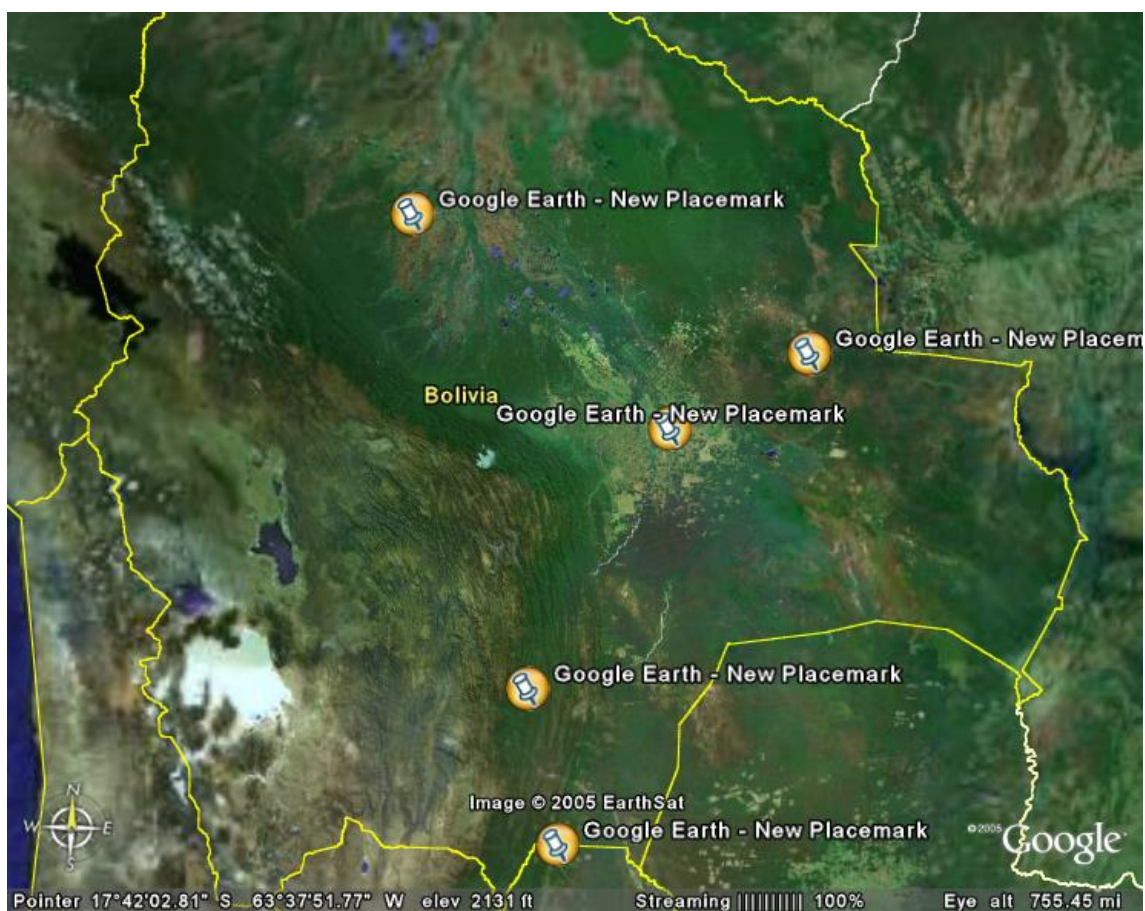 Google Earth - New Placemark
Google Earth - New Placem
Bolivia
Google Earth - New Placemark
Google Earth - New Placemark
Image © 2005 EarthSat
Google Earth - New Placemark
N
W E
S
©2005 Google
Pointer 17°42'02.81" S 63°37'51.77" W elev 2131 ft Streaming |||||||||| 100% Eye alt 755.45 mi